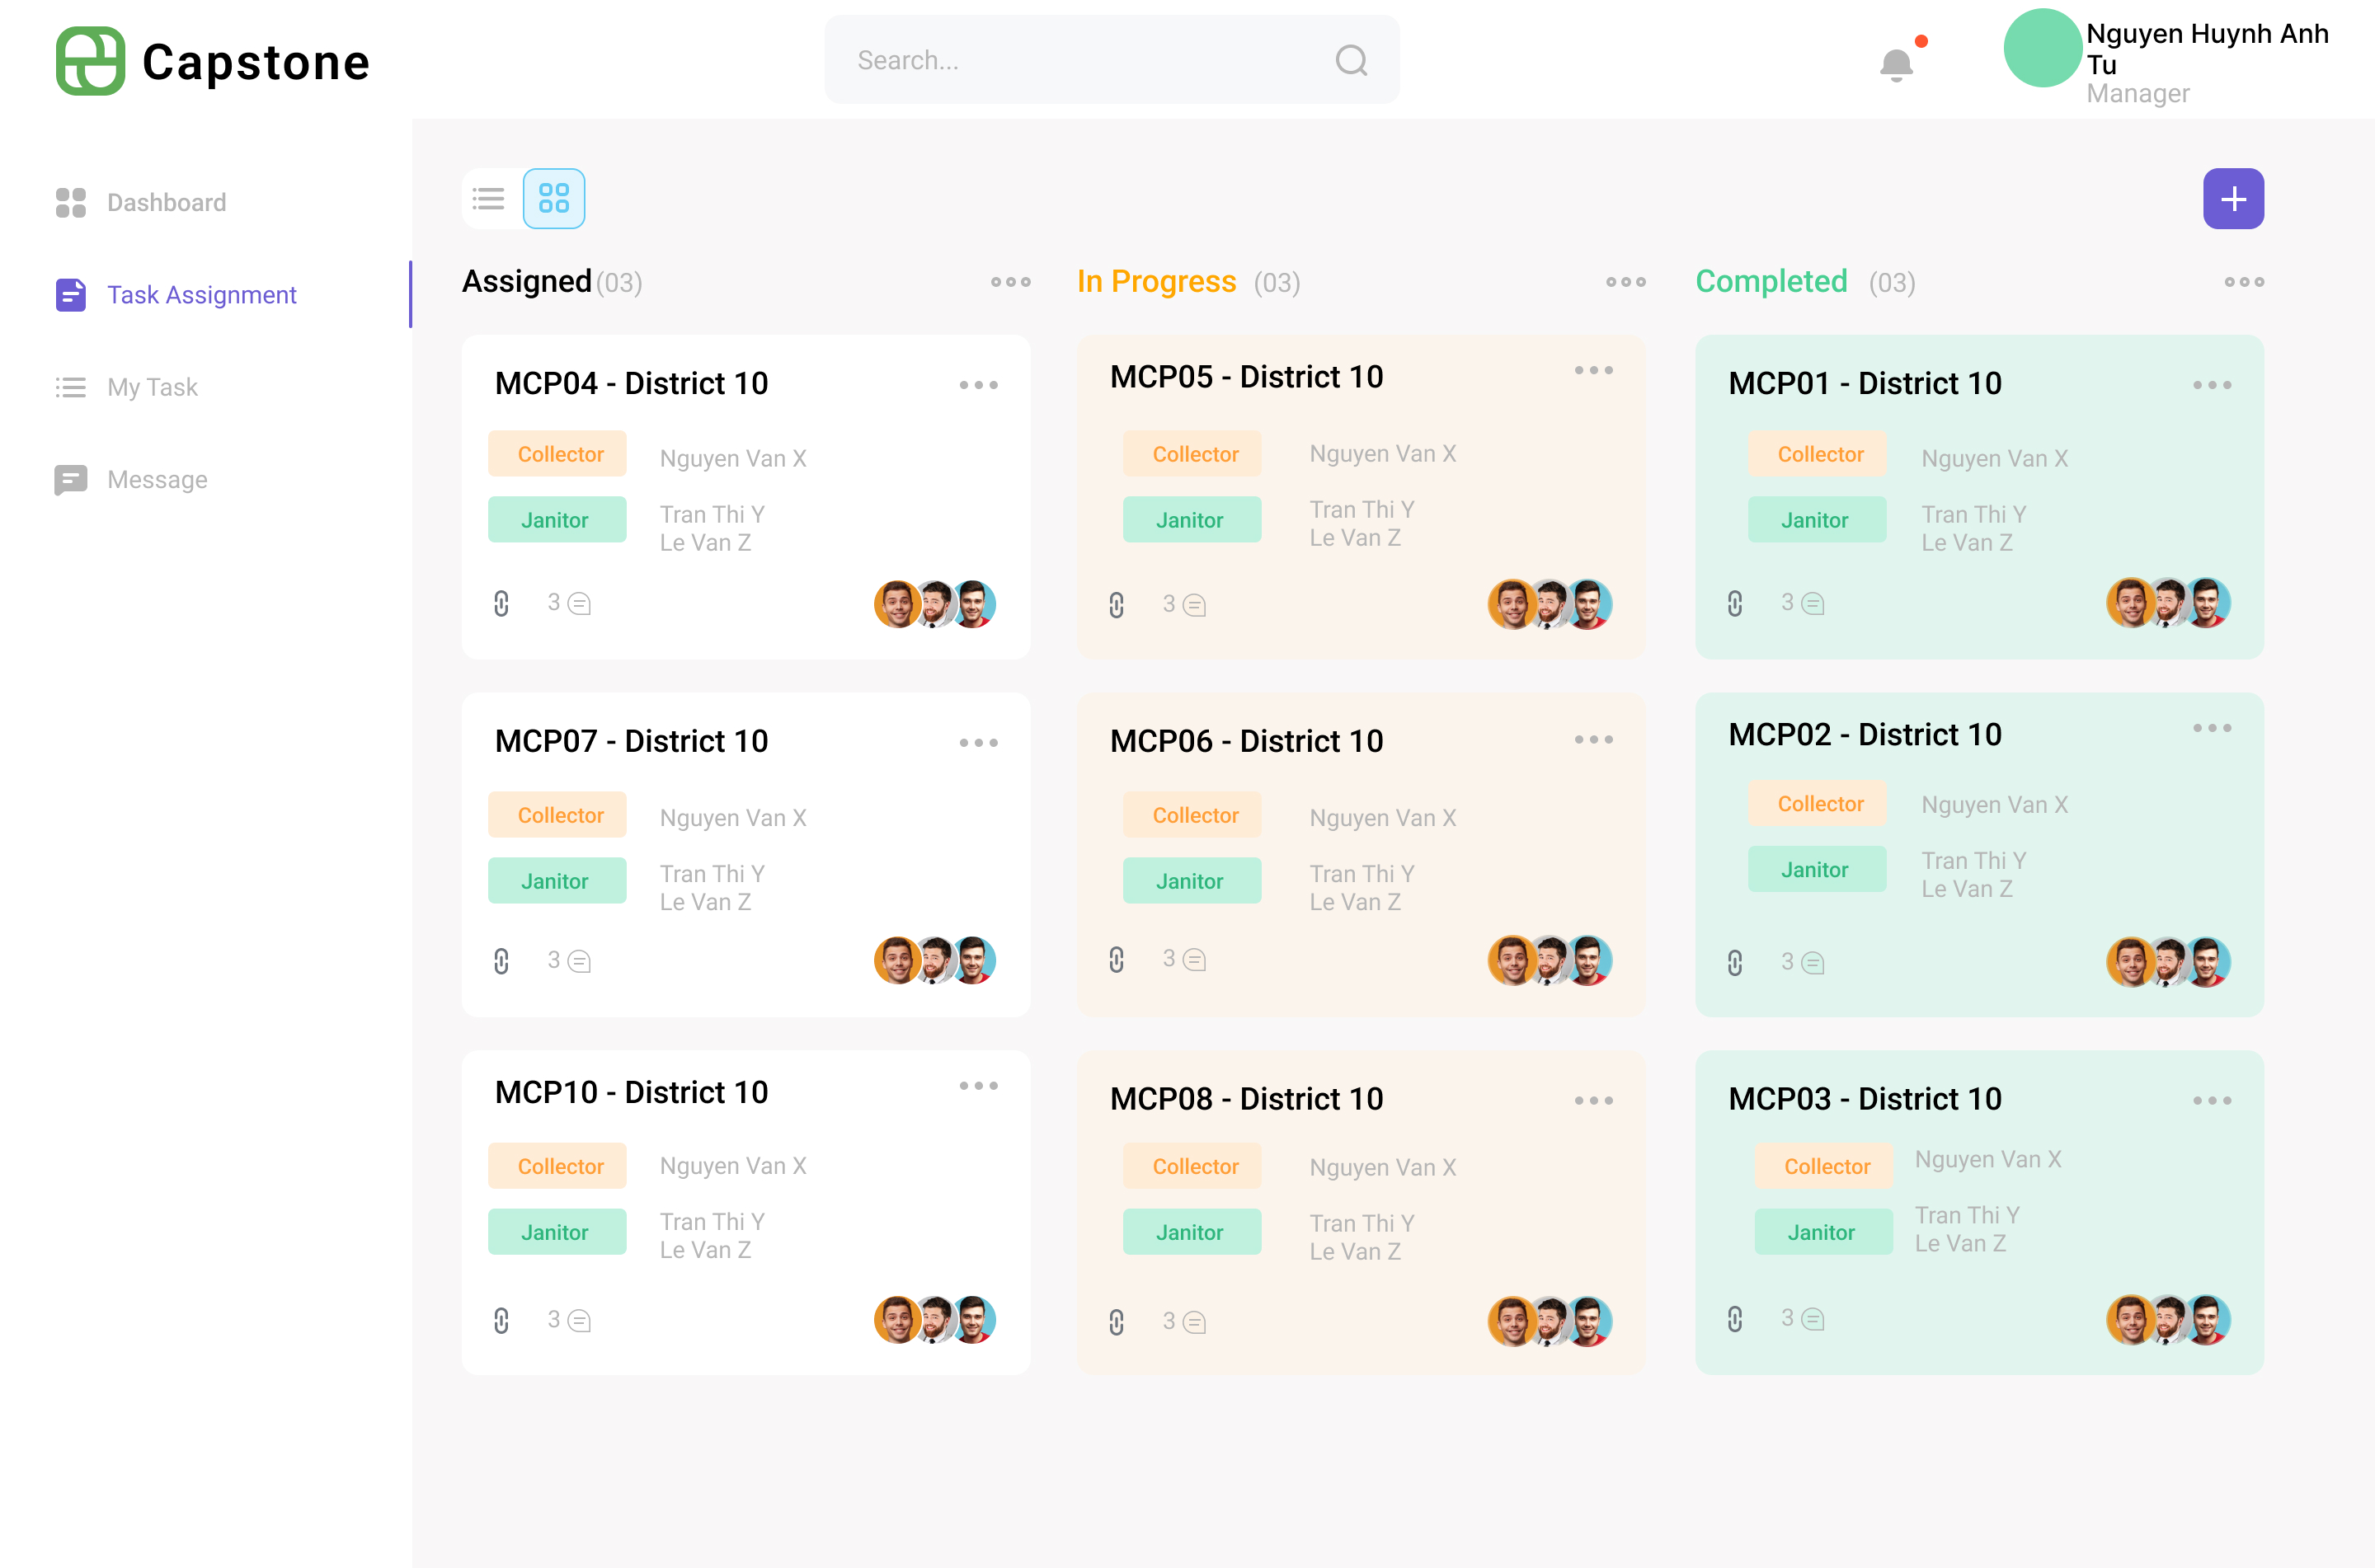 Capstone
Search...
Nguyen Huynh Anh
Tu
Manager
Dashboard
Task Assignment
My Task
Message
Assigned (03)
MCP04 - District 10
Collector Nguyen Van X
Janitor Tran Thi Y
Le Van Z
3
MCP07 - District 10
Collector Nguyen Van X
Janitor Tran Thi Y
Le Van Z
3
MCP10 - District 10
Collector Nguyen Van X
Janitor Tran Thi Y
Le Van Z
3
In Progress (03)
MCP05 - District 10
Collector Nguyen Van X
Janitor Tran Thi Y
Le Van Z
3
MCP06 - District 10
Collector Nguyen Van X
Janitor Tran Thi Y
Le Van Z
3
MCP08 - District 10
Collector Nguyen Van X
Janitor Tran Thi Y
Le Van Z
3
Completed (03)
MCP01 - District 10
Collector Nguyen Van X
Janitor Tran Thi Y
Le Van Z
3
MCP02 - District 10
Collector Nguyen Van X
Janitor Tran Thi Y
Le Van Z
3
MCP03 - District 10
Collector Nguyen Van X
Janitor Tran Thi Y
Le Van Z
3